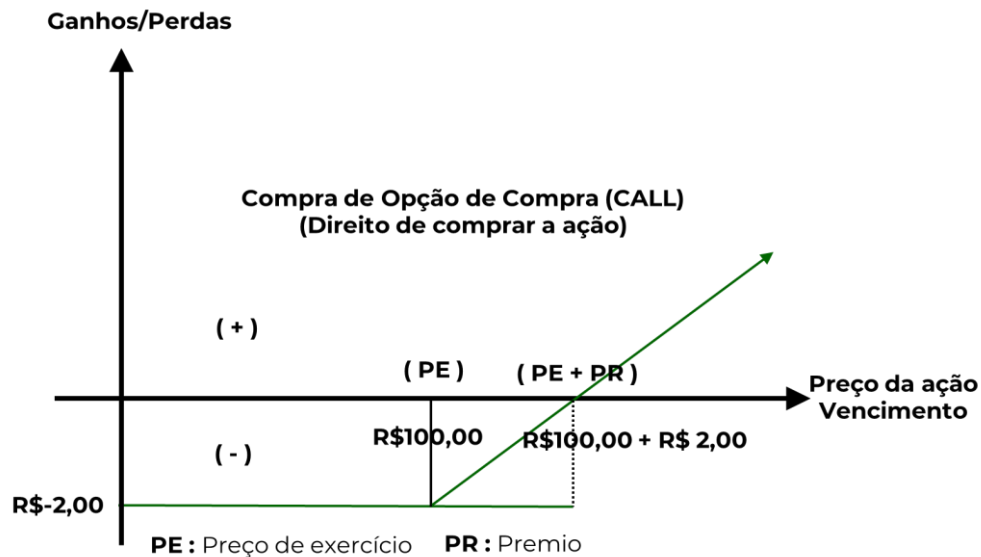 Ganhos/Perdas
Compra de Opção de Compra (CALL)
(Direito de comprar a ação)
( + )
( PE )
( PE + PR )
Preço da ação
Vencimento
R$100,00
R$100,00 + R$ 2,00
( - )
R$-2,00
PE : Preço de exercício PR : Premio